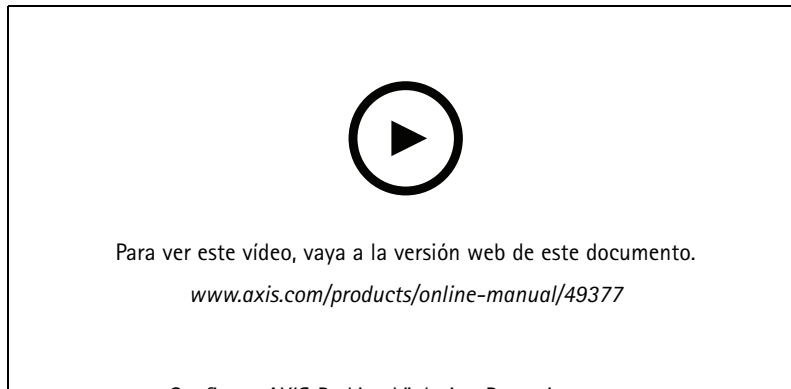 Para ver este vídeo, vaya a la versión web de este documento.
www.axis.com/products/online-manual/49377